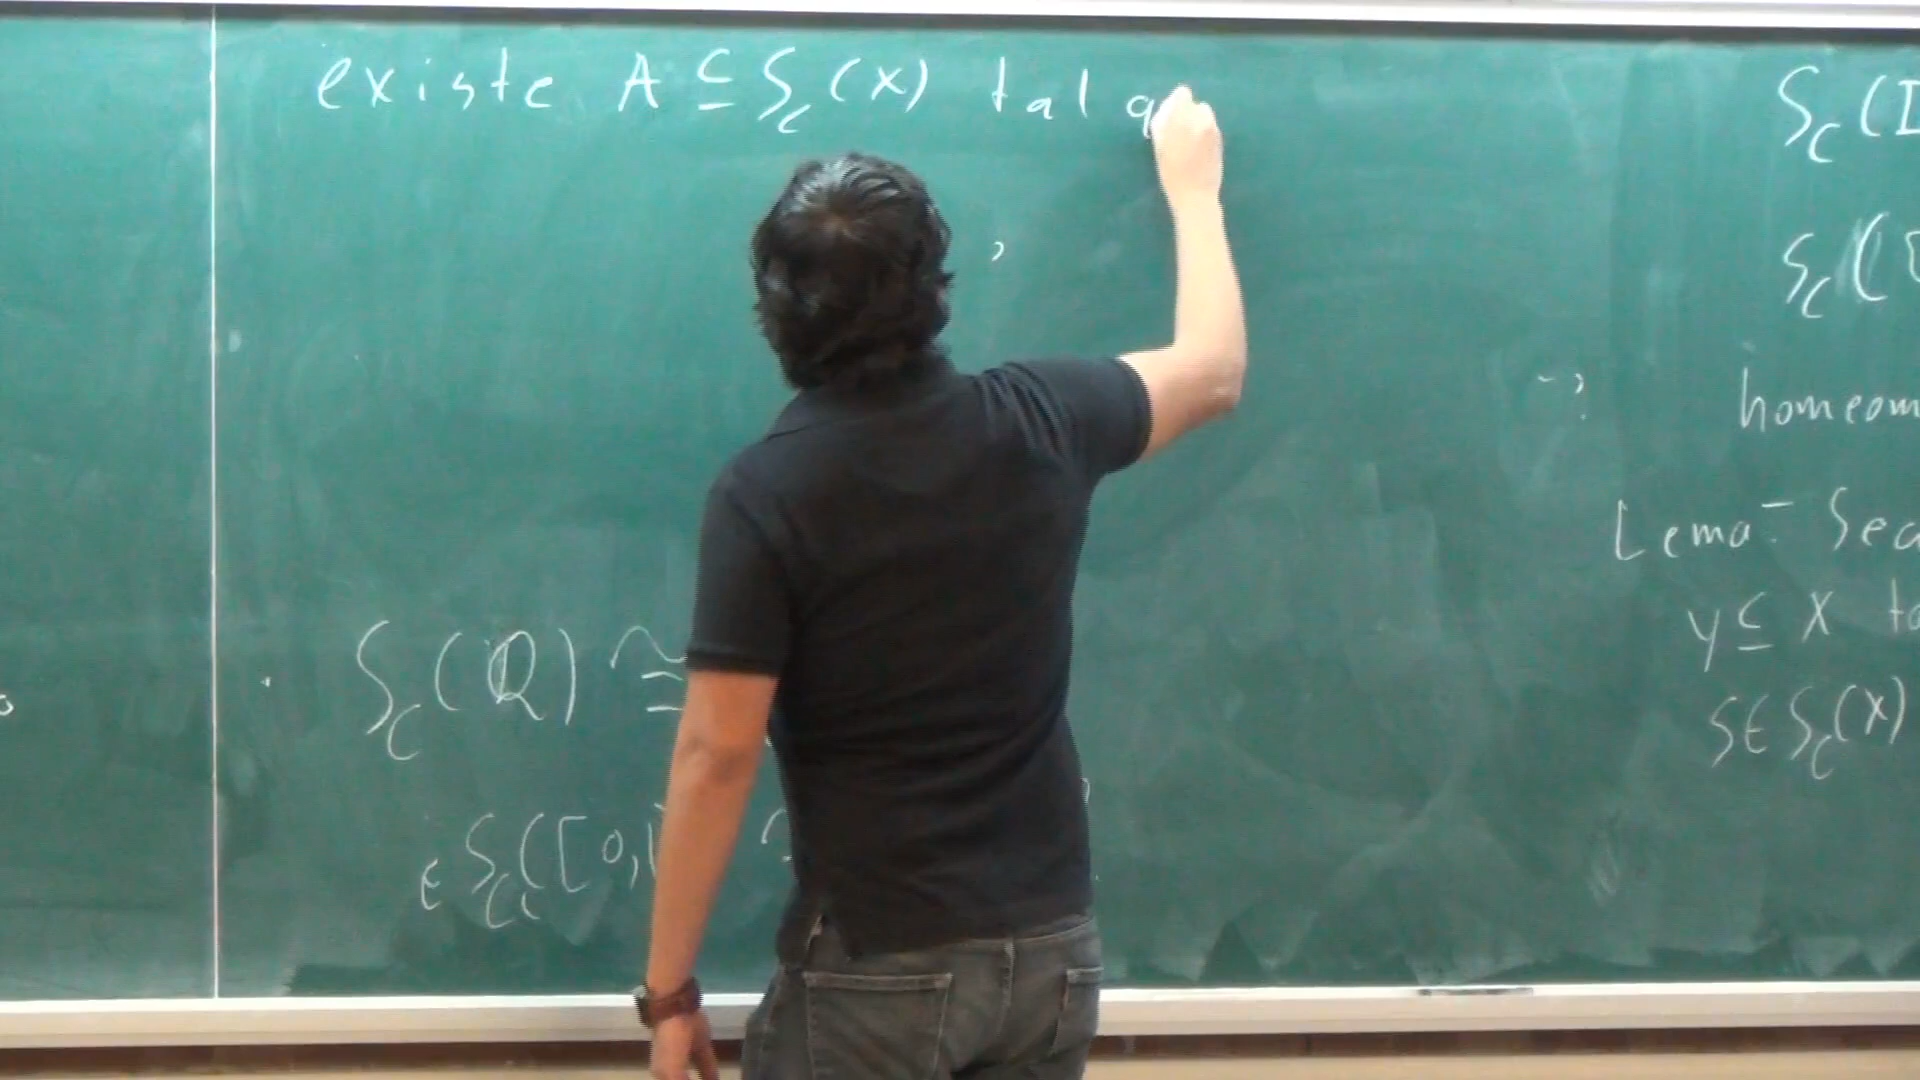 existe A ⊆ S_c(X) tal q
S_c(Q) ≅
∈ S_c([0,1
S_c(I
S_c(
homeom
Lema: Sea
Y ⊆ X
S ∈ S_c(X)